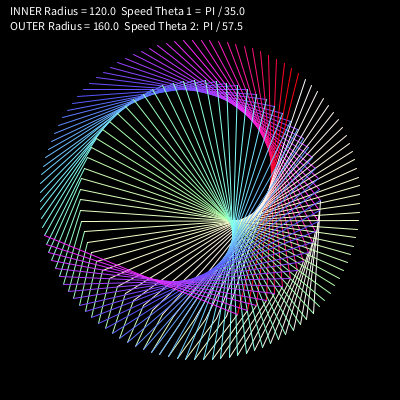 INNER Radius = 120.0  Speed Theta 1 =  PI / 35.0
OUTER Radius = 160.0  Speed Theta 2:  PI / 57.5